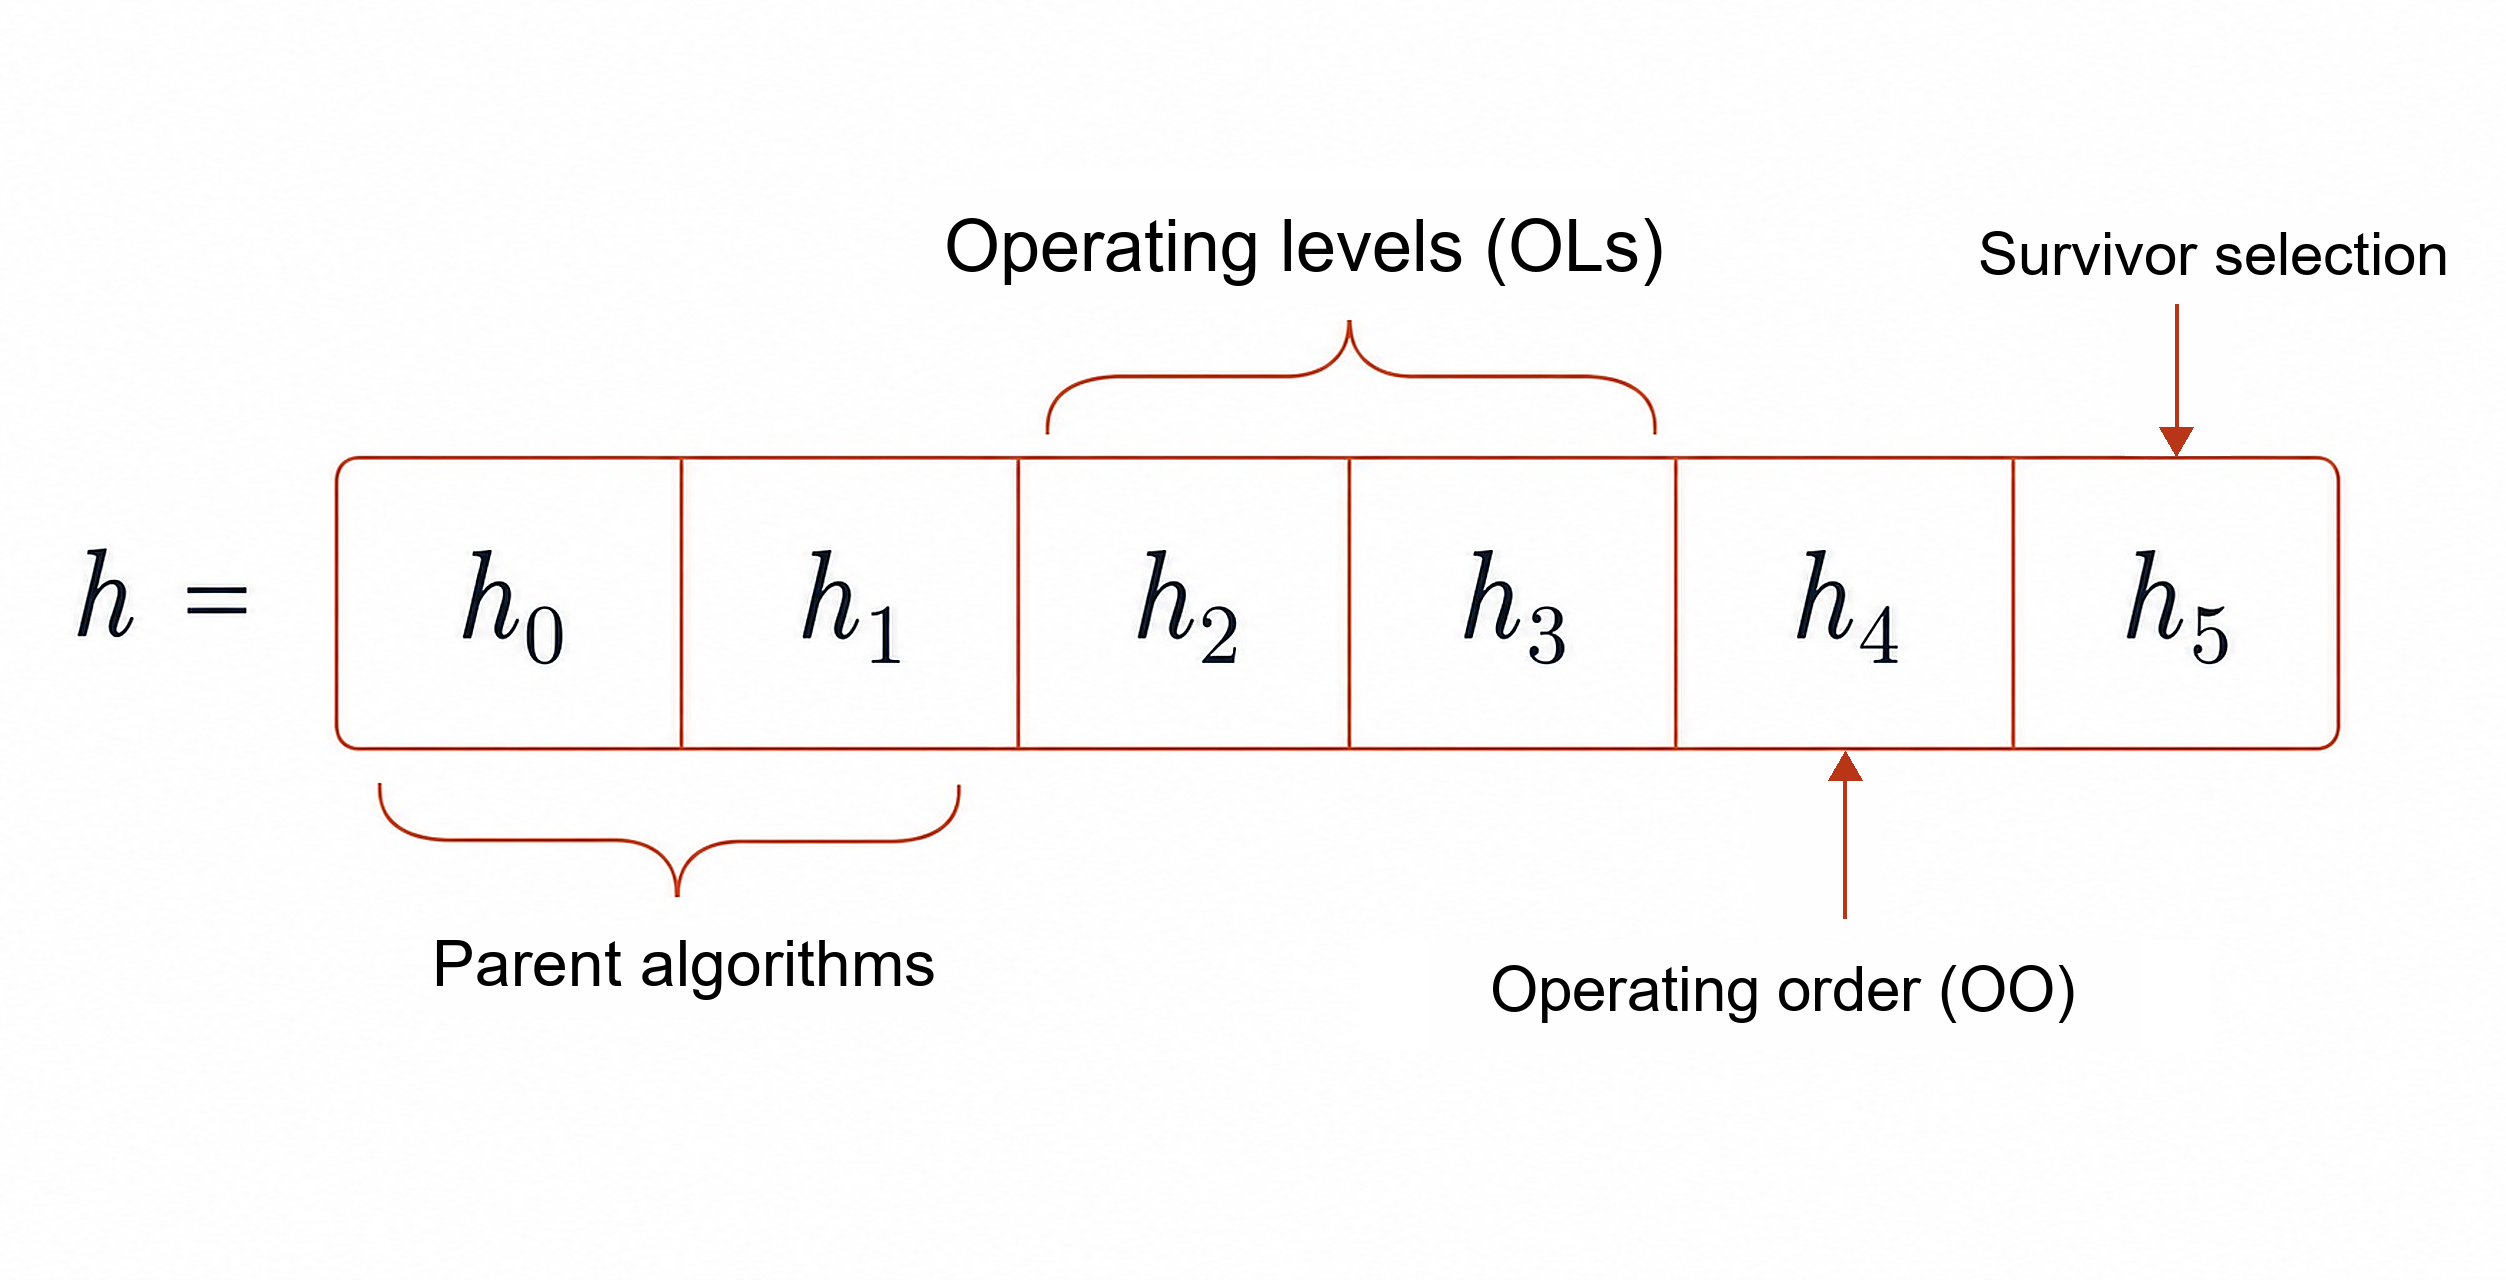 Operating levels (OLs)
Survivor selection
h = h₀ h₁ h₂ h₃ h₄ h₅
Parent algorithms
Operating order (OO)